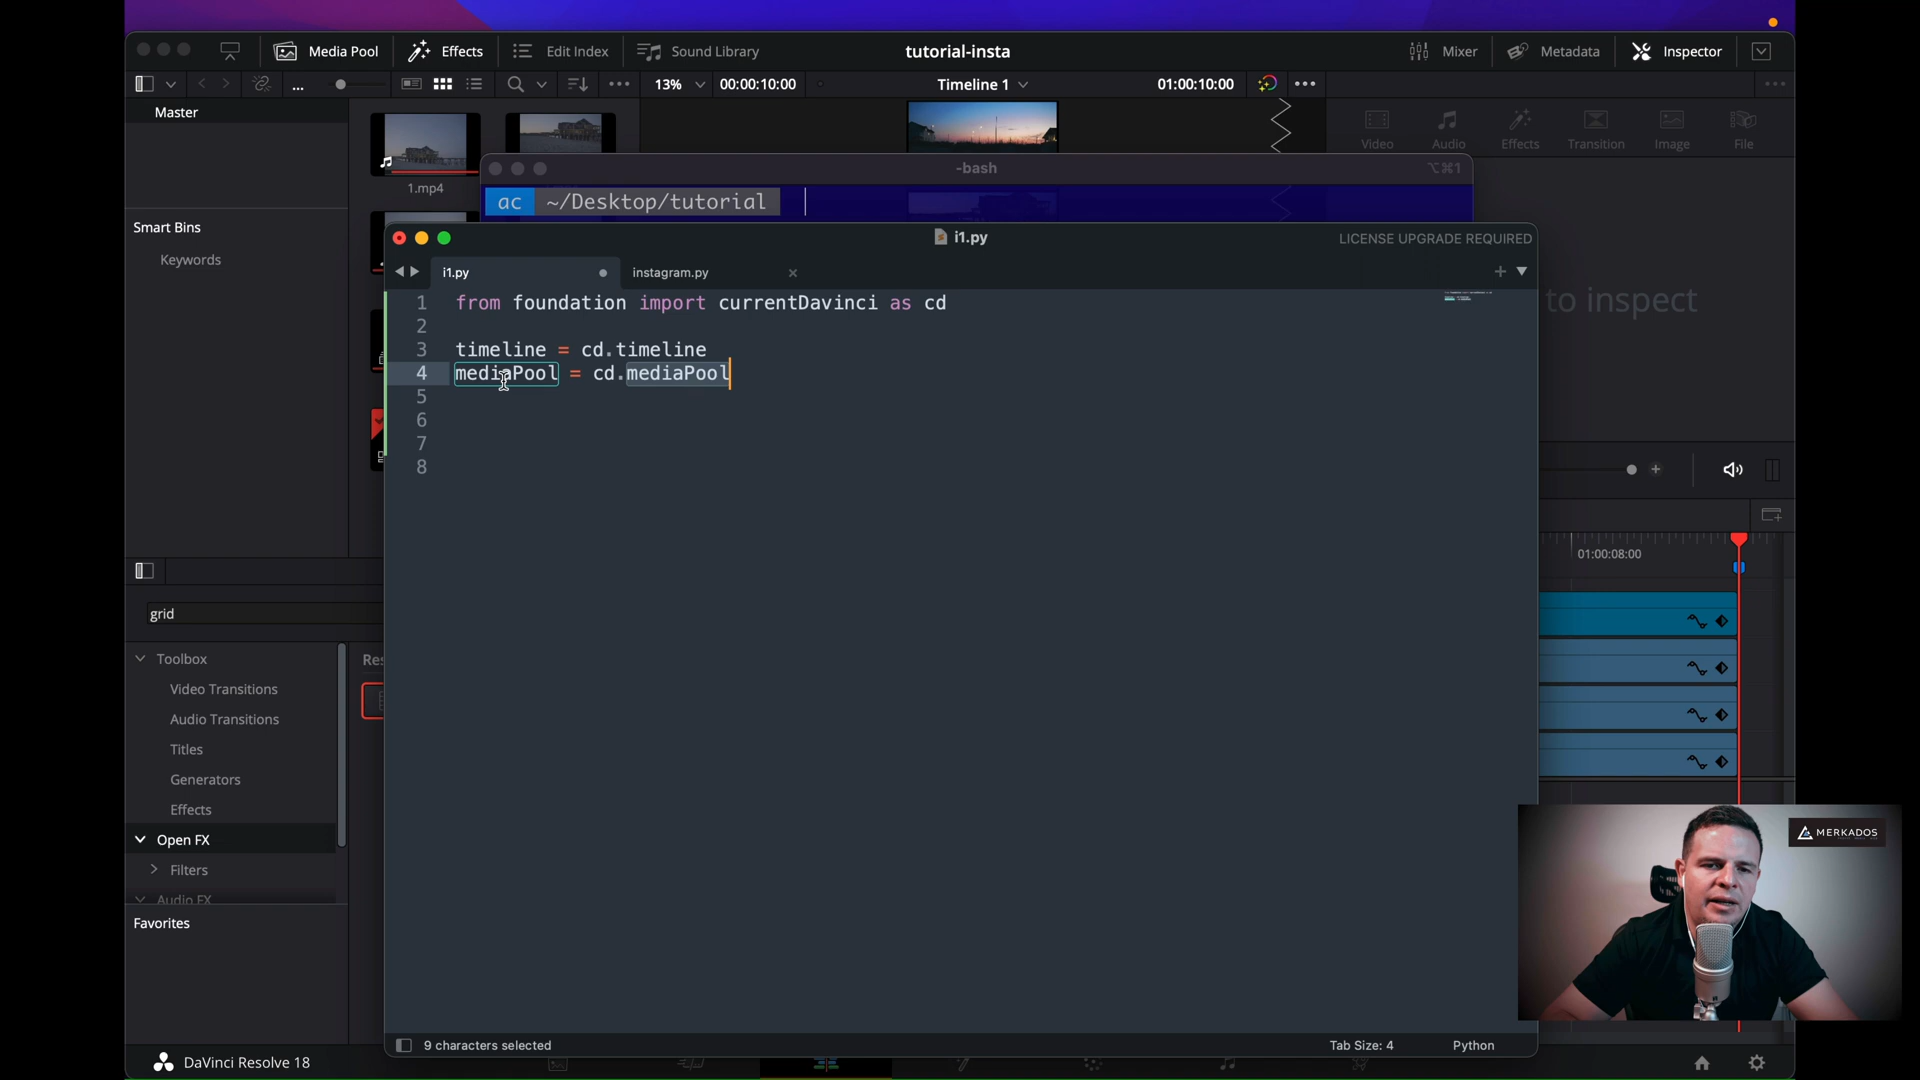 Media Pool Effects Edit Index Sound Library tutorial-insta Mixer Metadata Inspector
... 13% 00:00:10:00 Timeline 1 01:00:10:00
Master
Video Audio Effects Transition Image File
1.mp4
-bash ⌥⌘1
ac ~/Desktop/tutorial
Smart Bins
Keywords
i1.py LICENSE UPGRADE REQUIRED
i1.py instagram.py
1 from foundation import currentDavinci as cd
2
3 timeline = cd.timeline
4 mediaPool = cd.mediaPool
5
6
7
8
to inspect
01:00:08:00
grid
Toolbox
Res
Video Transitions
Audio Transitions
Titles
Generators
Effects
Open FX
Filters
Audio FX
Favorites
MERKADOS
9 characters selected Tab Size: 4 Python
DaVinci Resolve 18